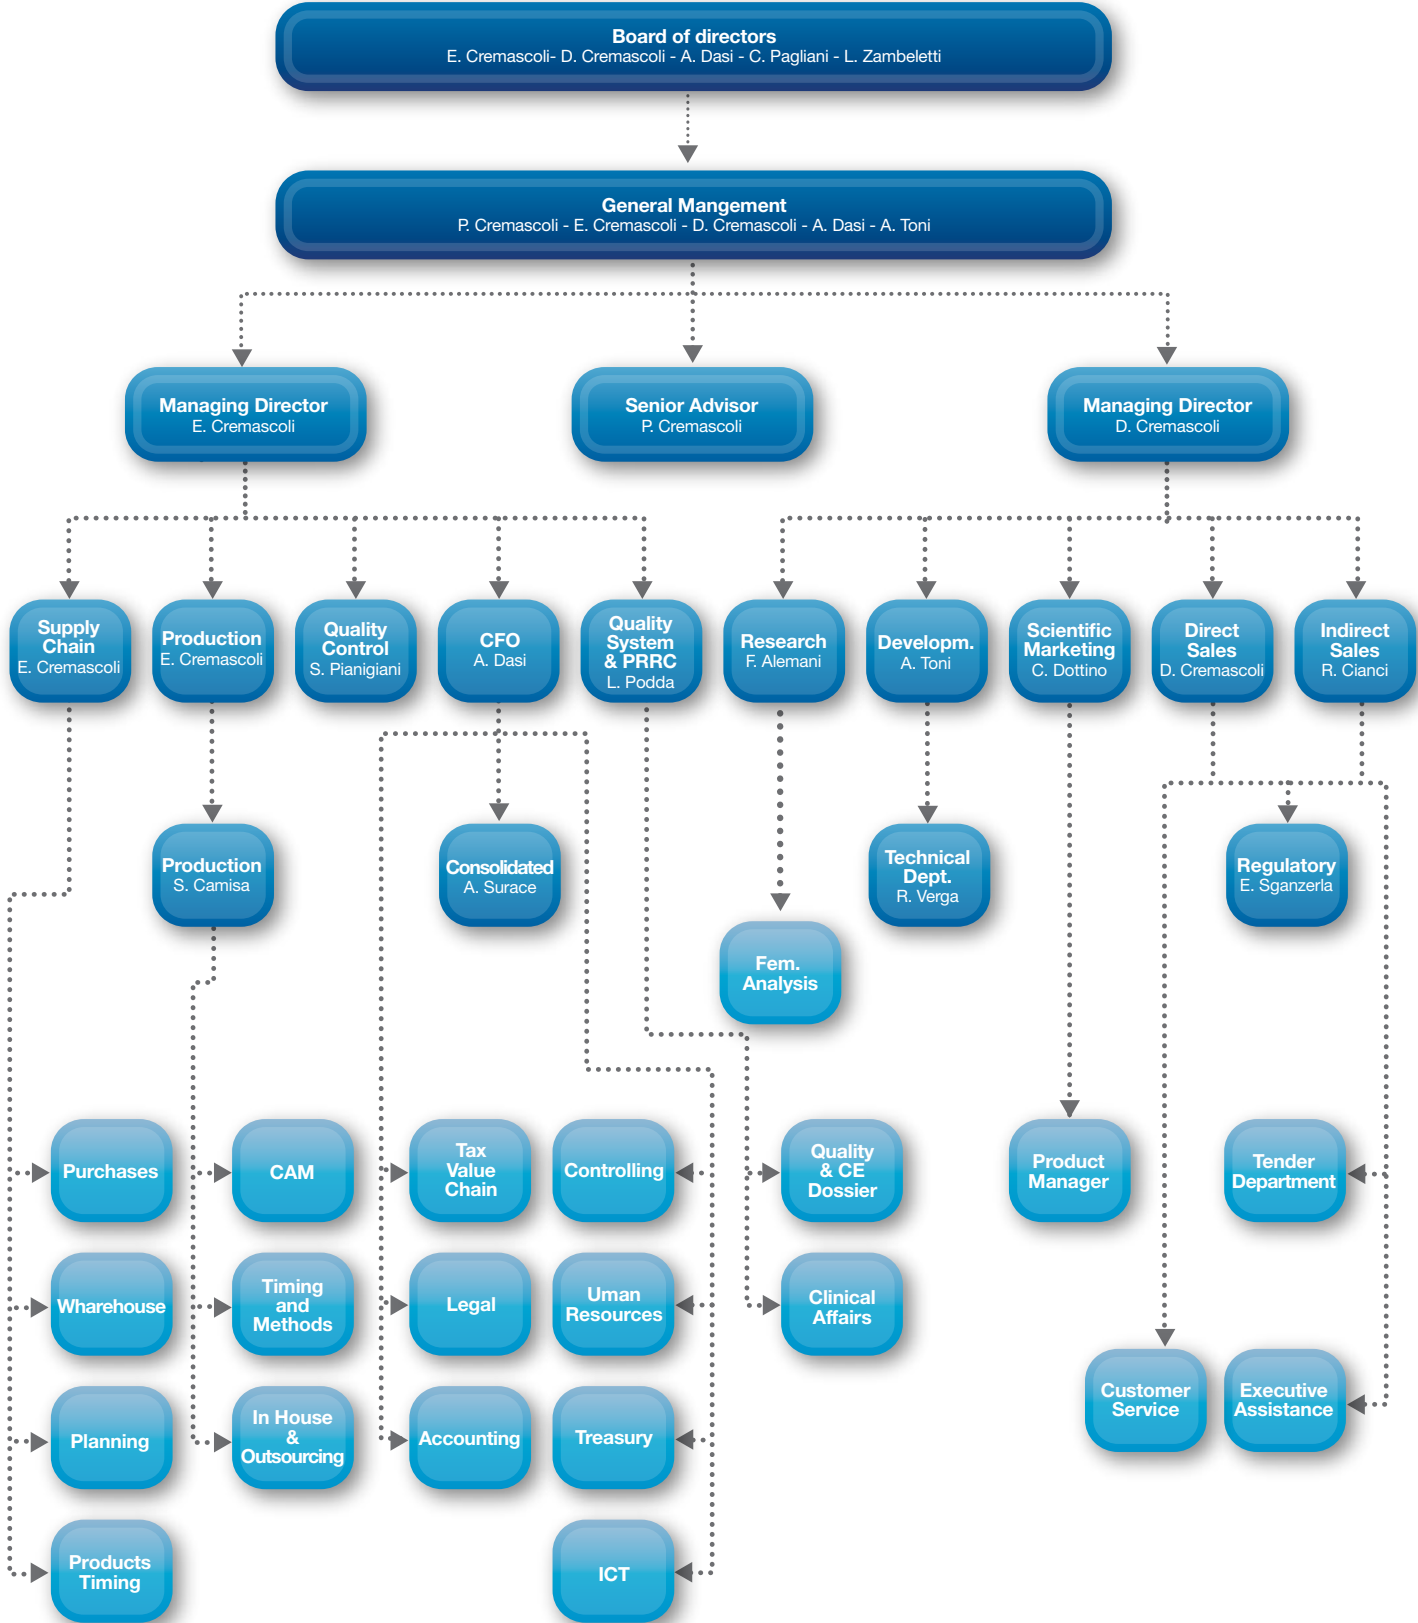 Board of directors
E. Cremascoli- D. Cremascoli - A. Dasi - C. Pagliani - L. Zambeletti
General Mangement
P. Cremascoli - E. Cremascoli - D. Cremascoli - A. Dasi - A. Toni
Managing Director
E. Cremascoli
Senior Advisor
P. Cremascoli
Managing Director
D. Cremascoli
Supply
Chain
E. Cremascoli
Production
E. Cremascoli
Quality
Control
S. Pianigiani
CFO
A. Dasi
Quality
System
& PRRC
L. Podda
Research
F. Alemani
Developm.
A. Toni
Scientific
Marketing
C. Dottino
Direct
Sales
D. Cremascoli
Indirect
Sales
R. Cianci
Production
S. Camisa
Consolidated
A. Surace
Technical
Dept.
R. Verga
Regulatory
E. Sganzerla
Fem.
Analysis
Purchases
CAM
Tax
Value
Chain
Controlling
Quality
& CE
Dossier
Product
Manager
Tender
Department
Wharehouse
Timing
and
Methods
Legal
Uman
Resources
Clinical
Affairs
Customer
Service
Executive
Assistance
Planning
In House
&
Outsourcing
Accounting
Treasury
Products
Timing
ICT